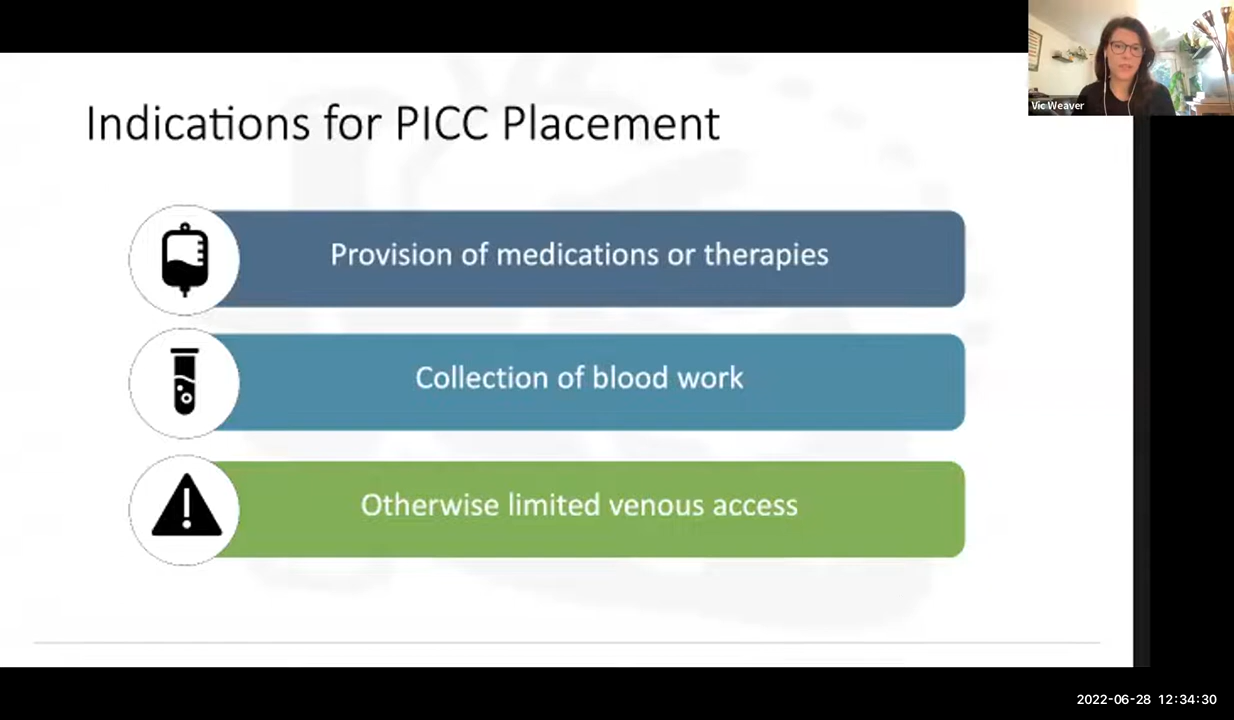 Indications for PICC Placement
Provision of medications or therapies
Collection of blood work
Otherwise limited venous access
Vic Weaver
2022-06-28 12:34:30